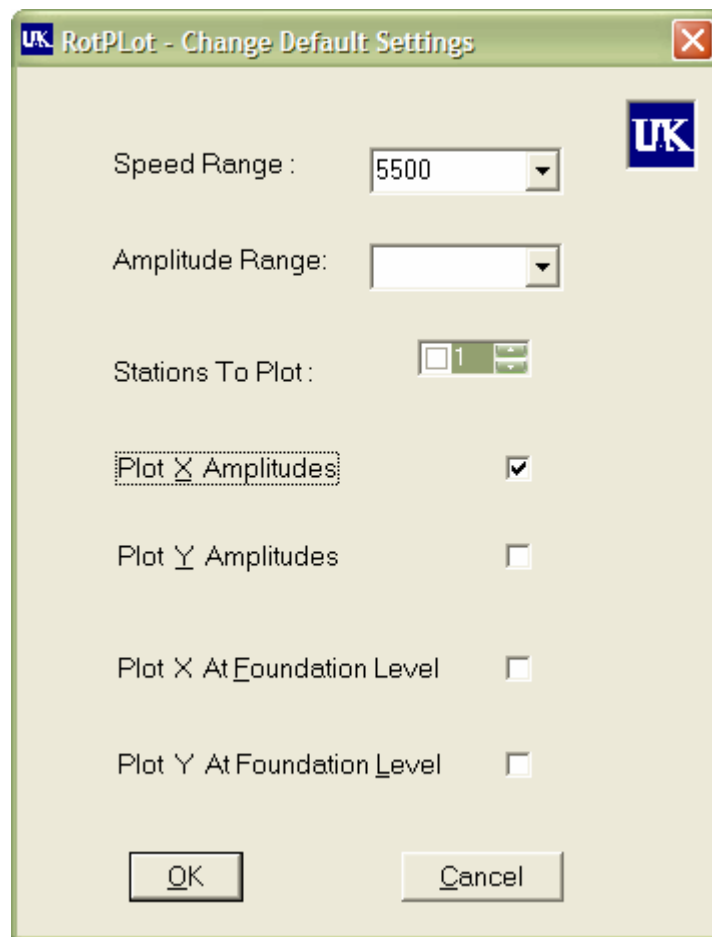 UK RotPLot - Change Default Settings
UK
Speed Range : 5500
Amplitude Range:
Stations To Plot : 1
Plot X Amplitudes
Plot Y Amplitudes
Plot X At Foundation Level
Plot Y At Foundation Level
OK Cancel